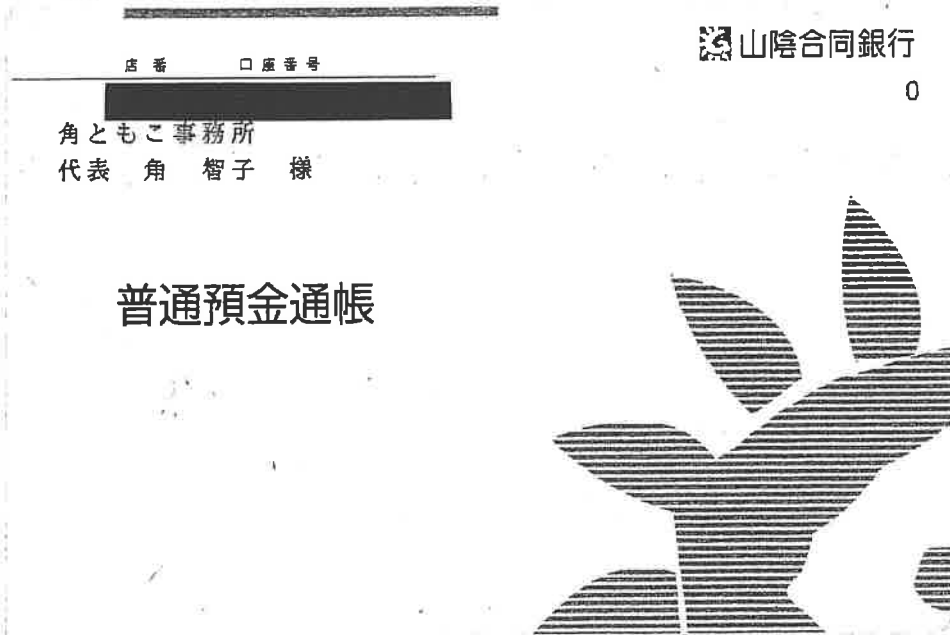 山陰合同銀行
0
店番 口座番号
角ともこ事務所
代表 角 智子 様
普通預金通帳